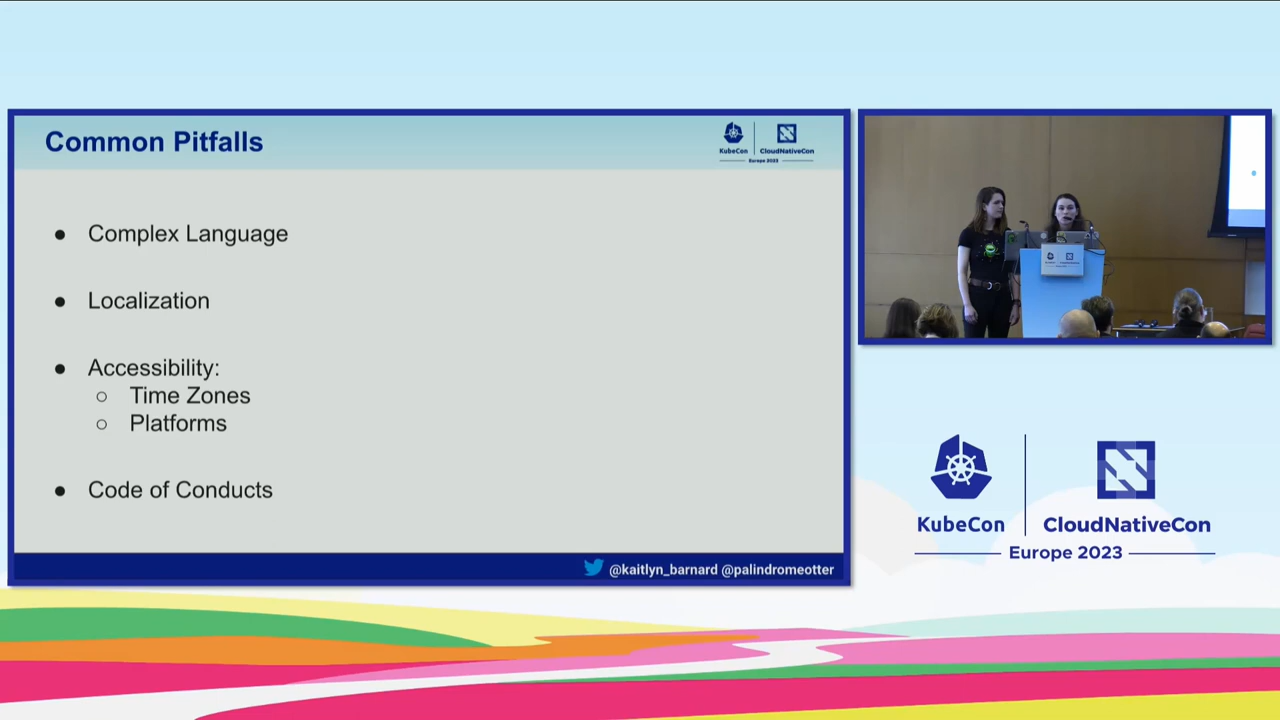 Common Pitfalls
KubeCon
CloudNativeCon
Europe 2023
● Complex Language
● Localization
● Accessibility:
○ Time Zones
○ Platforms
● Code of Conducts
@kaitlyn_barnard @palindromeotter
KubeCon
CloudNativeCon
Europe 2023